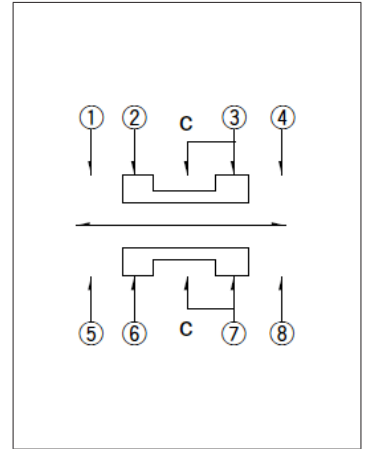 ① ② C ③ ④
⑤ ⑥ C ⑦ ⑧